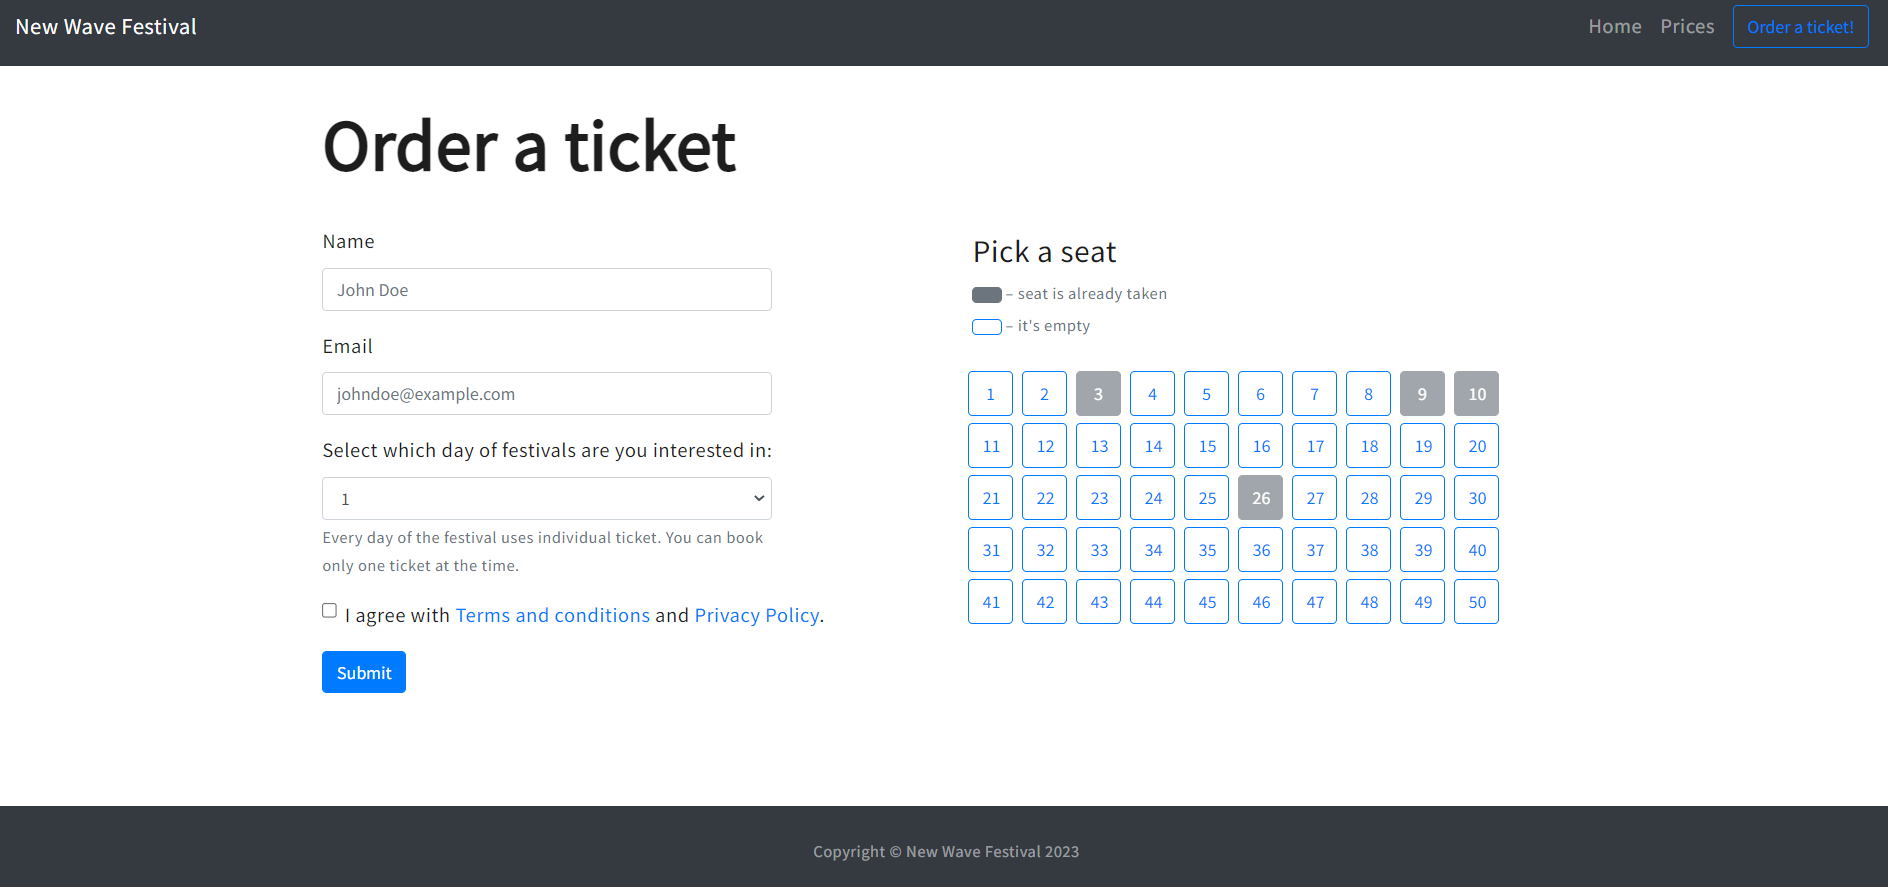 New Wave Festival
Home Prices Order a ticket!
Order a ticket
Name
John Doe
Email
johndoe@example.com
Select which day of festivals are you interested in:
1
Every day of the festival uses individual ticket. You can book
only one ticket at the time.
I agree with Terms and conditions and Privacy Policy.
Submit
Pick a seat
– seat is already taken
– it's empty
1 2 3 4 5 6 7 8 9 10
11 12 13 14 15 16 17 18 19 20
21 22 23 24 25 26 27 28 29 30
31 32 33 34 35 36 37 38 39 40
41 42 43 44 45 46 47 48 49 50
Copyright © New Wave Festival 2023